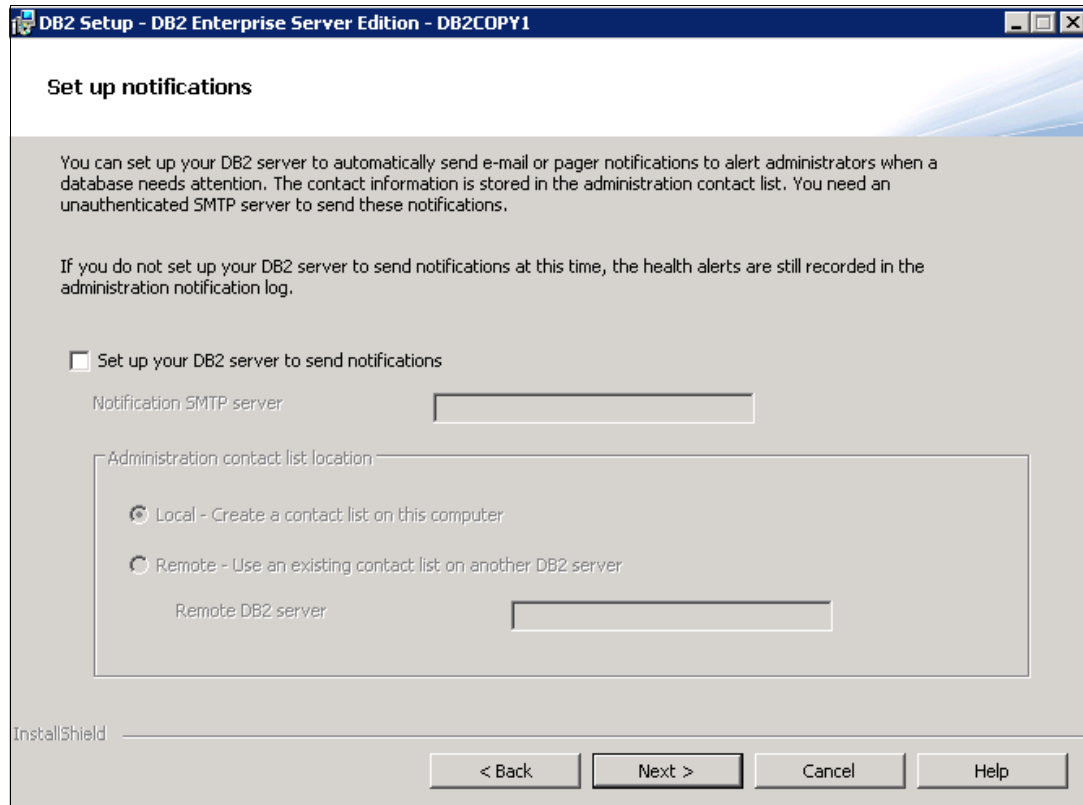 DB2 Setup - DB2 Enterprise Server Edition - DB2COPY1
Set up notifications
You can set up your DB2 server to automatically send e-mail or pager notifications to alert administrators when a
database needs attention. The contact information is stored in the administration contact list. You need an
unauthenticated SMTP server to send these notifications.
If you do not set up your DB2 server to send notifications at this time, the health alerts are still recorded in the
administration notification log.
Set up your DB2 server to send notifications
Notification SMTP server
Administration contact list location
Local - Create a contact list on this computer
Remote - Use an existing contact list on another DB2 server
Remote DB2 server
InstallShield
< Back Next > Cancel Help